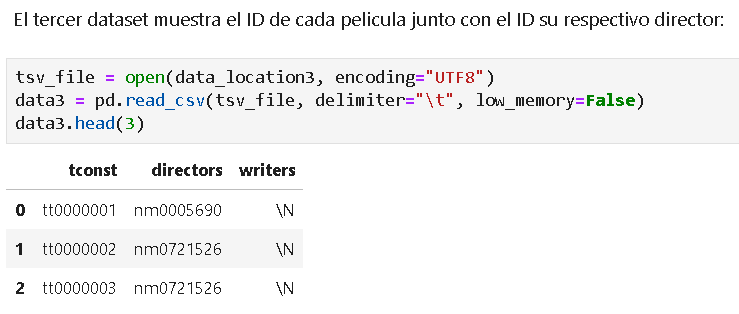 El tercer dataset muestra el ID de cada pelicula junto con el ID su respectivo director:
tsv_file = open(data_location3, encoding="UTF8")
data3 = pd.read_csv(tsv_file, delimiter="\t", low_memory=False)
data3.head(3)
tconst directors writers
0 tt0000001 nm0005690 \N
1 tt0000002 nm0721526 \N
2 tt0000003 nm0721526 \N